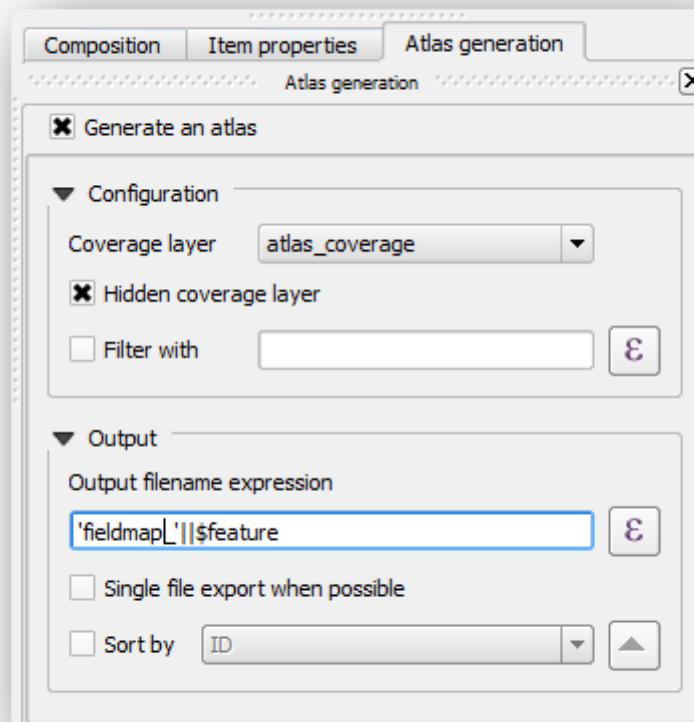 Composition Item properties Atlas generation
Atlas generation
Generate an atlas
Configuration
Coverage layer atlas_coverage
Hidden coverage layer
Filter with ε
Output
Output filename expression
'fieldmap_'||$feature ε
Single file export when possible
Sort by ID